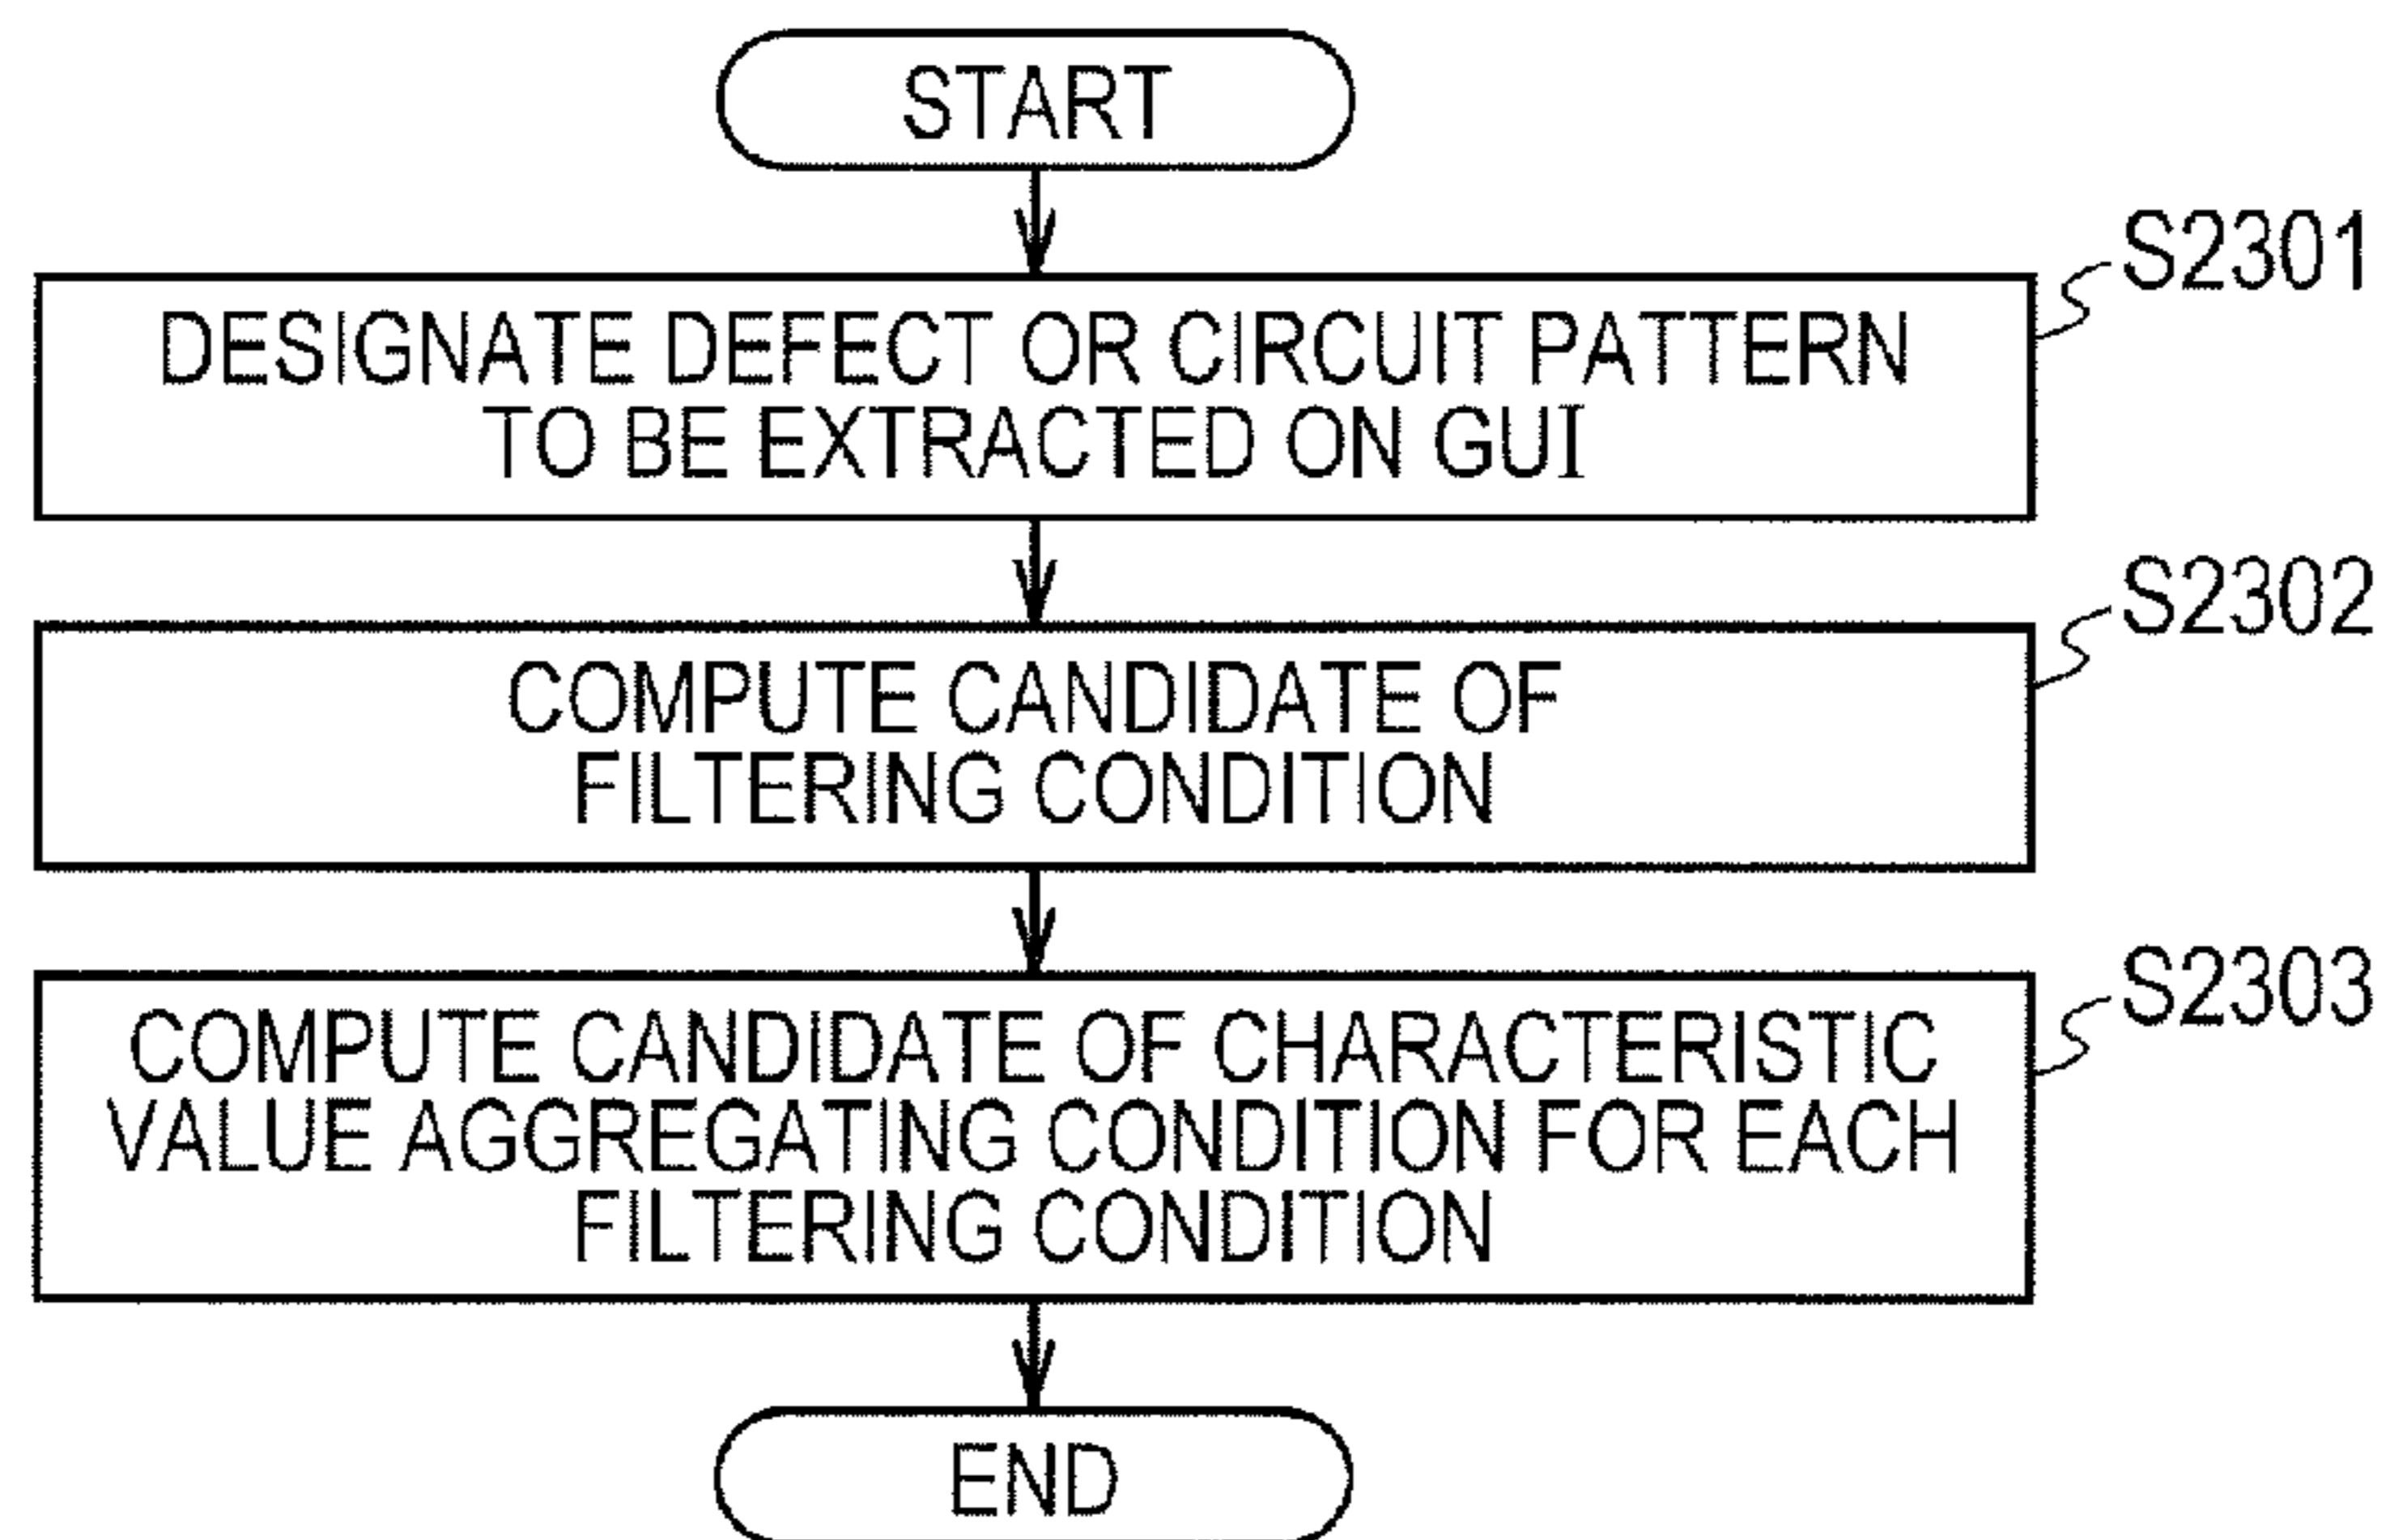 START
S2301
DESIGNATE DEFECT OR CIRCUIT PATTERN
TO BE EXTRACTED ON GUI
S2302
COMPUTE CANDIDATE OF
FILTERING CONDITION
S2303
COMPUTE CANDIDATE OF CHARACTERISTIC
VALUE AGGREGATING CONDITION FOR EACH
FILTERING CONDITION
END